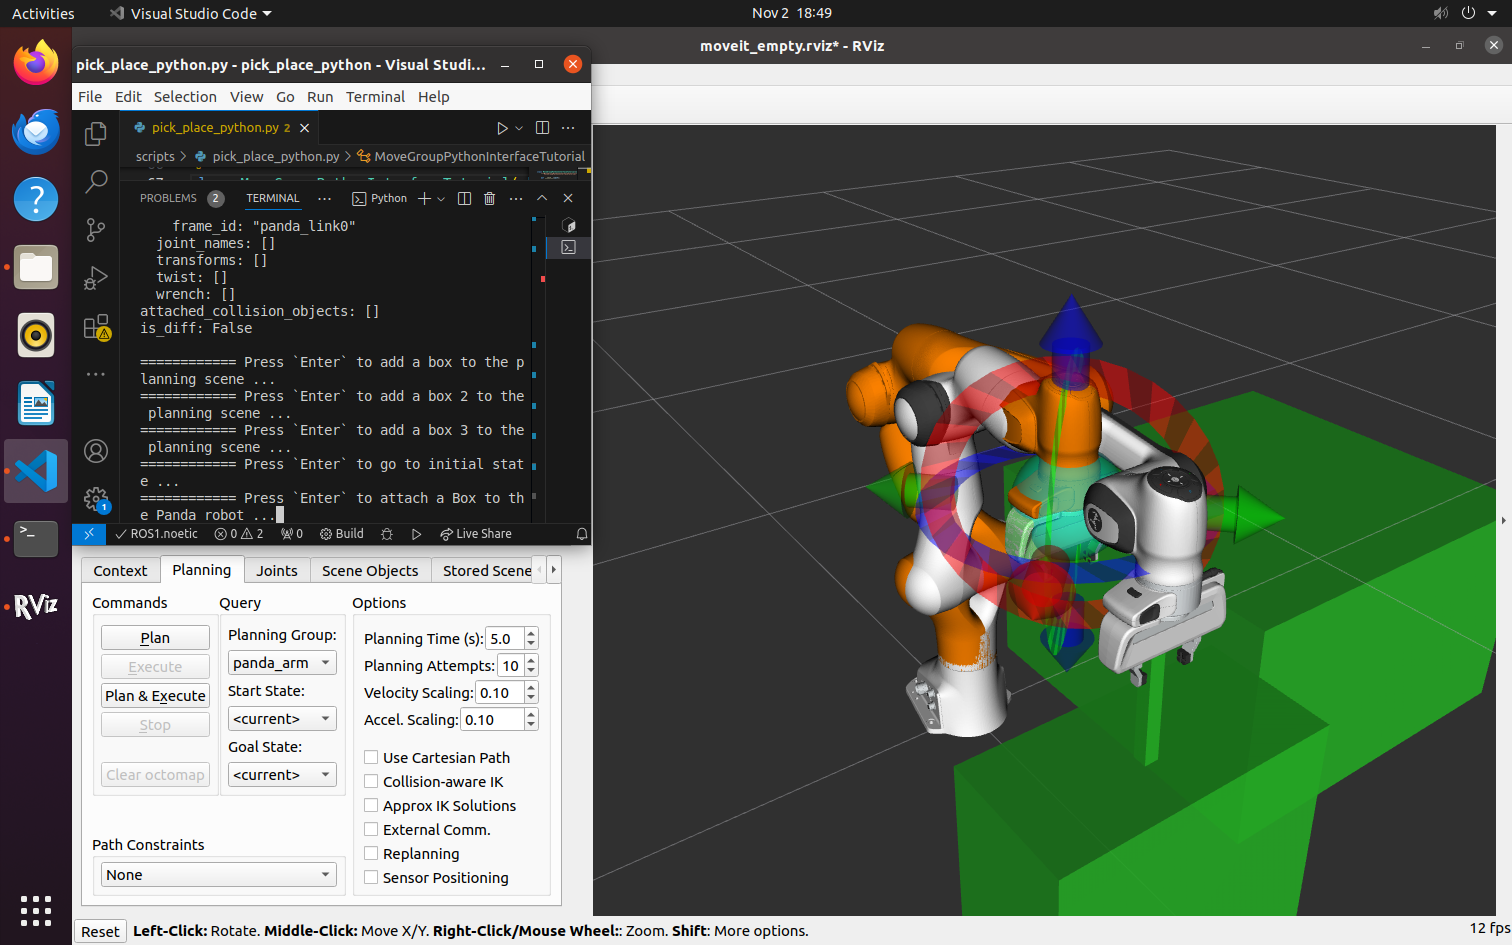 Activities
Visual Studio Code
Nov 2 18:49
moveit_empty.rviz* - RViz
pick_place_python.py - pick_place_python - Visual Studi...
File Edit Selection View Go Run Terminal Help
pick_place_python.py 2
scripts > pick_place_python.py > MoveGroupPythonInterfaceTutorial
PROBLEMS 2 TERMINAL ... Python
frame_id: "panda_link0"
joint_names: []
transforms: []
twist: []
wrench: []
attached_collision_objects: []
is_diff: False
============ Press `Enter` to add a box to the p
lanning scene ...
============ Press `Enter` to add a box 2 to the
planning scene ...
============ Press `Enter` to add a box 3 to the
planning scene ...
============ Press `Enter` to go to initial stat
e ...
============ Press `Enter` to attach a Box to th
e Panda robot ...
1
ROS1.noetic 0 2 0 Build Live Share
Context Planning Joints Scene Objects Stored Scene
Commands Query Options
Plan
Execute
Plan & Execute
Stop
Clear octomap
Planning Group:
panda_arm
Start State:
<current>
Goal State:
<current>
Planning Time (s): 5.0
Planning Attempts: 10
Velocity Scaling: 0.10
Accel. Scaling: 0.10
Use Cartesian Path
Collision-aware IK
Approx IK Solutions
External Comm.
Replanning
Sensor Positioning
Path Constraints
None
RViz
Reset Left-Click: Rotate. Middle-Click: Move X/Y. Right-Click/Mouse Wheel:: Zoom. Shift: More options.
12 fps